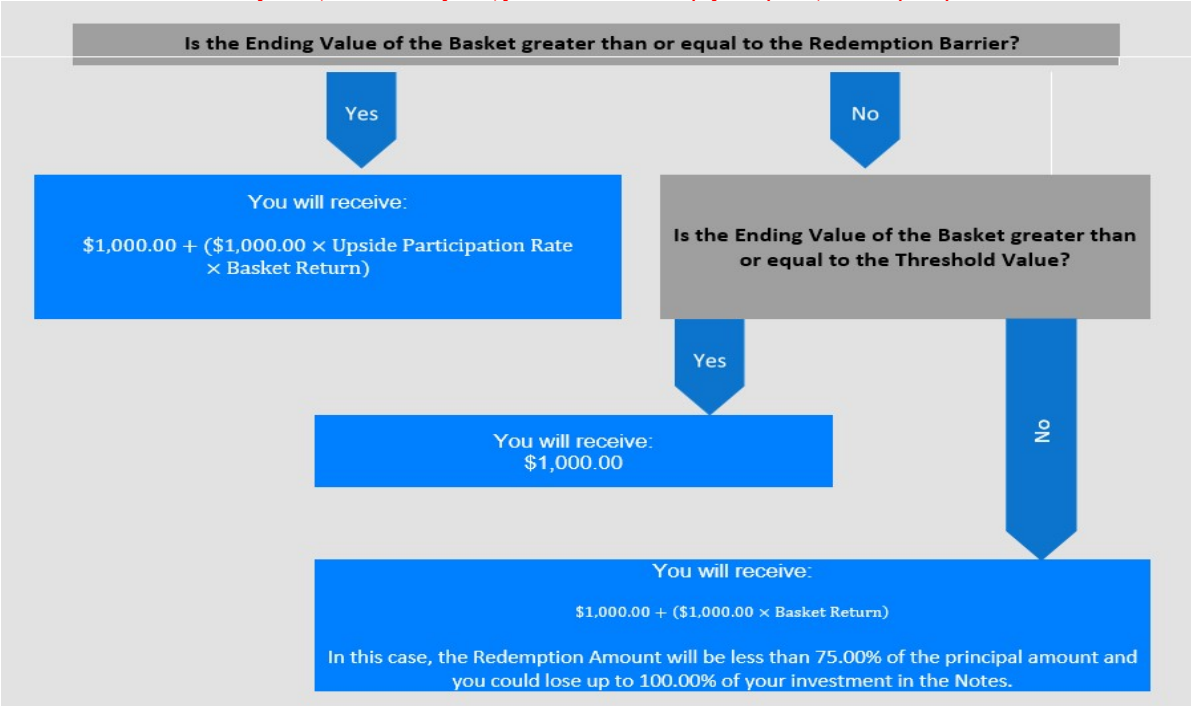 Is the Ending Value of the Basket greater than or equal to the Redemption Barrier?
Yes
No
You will receive:
$1,000.00 + ($1,000.00 × Upside Participation Rate
× Basket Return)
Is the Ending Value of the Basket greater than
or equal to the Threshold Value?
Yes
No
You will receive:
$1,000.00
You will receive:
$1,000.00 + ($1,000.00 × Basket Return)
In this case, the Redemption Amount will be less than 75.00% of the principal amount and
you could lose up to 100.00% of your investment in the Notes.